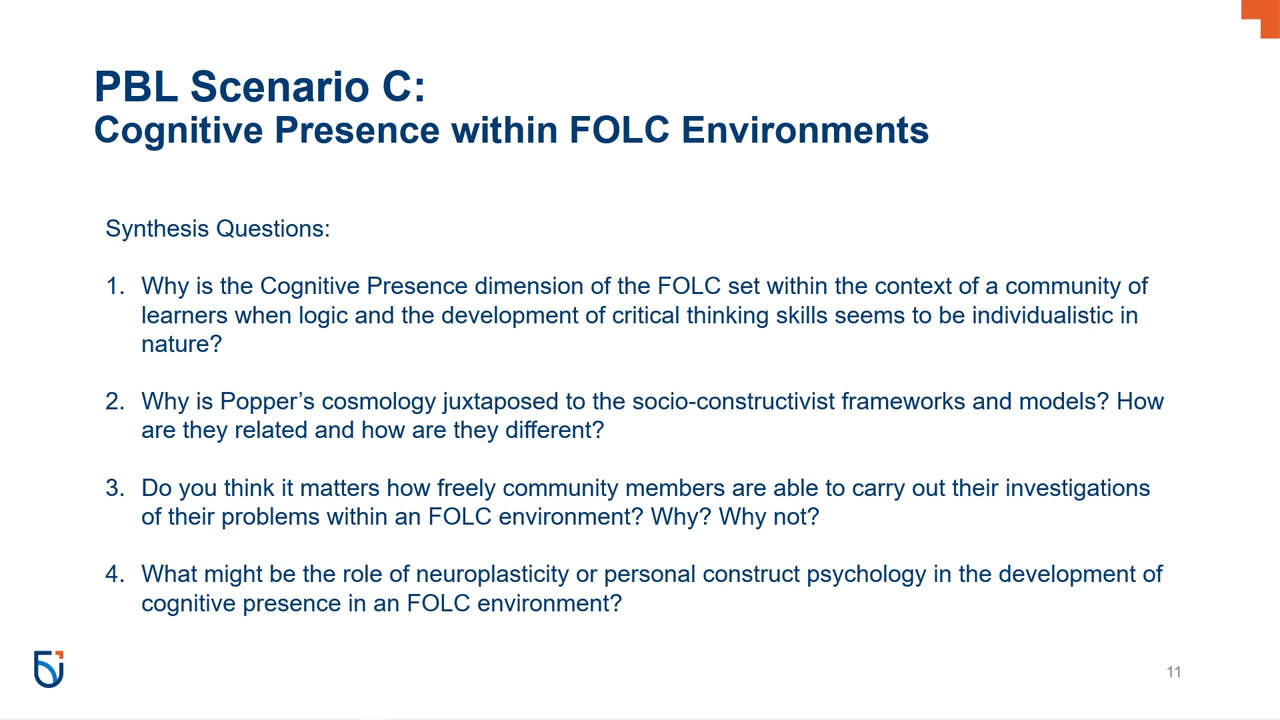 PBL Scenario C:
Cognitive Presence within FOLC Environments
Synthesis Questions:
1. Why is the Cognitive Presence dimension of the FOLC set within the context of a community of
learners when logic and the development of critical thinking skills seems to be individualistic in
nature?
2. Why is Popper’s cosmology juxtaposed to the socio-constructivist frameworks and models? How
are they related and how are they different?
3. Do you think it matters how freely community members are able to carry out their investigations
of their problems within an FOLC environment? Why? Why not?
4. What might be the role of neuroplasticity or personal construct psychology in the development of
cognitive presence in an FOLC environment?
11